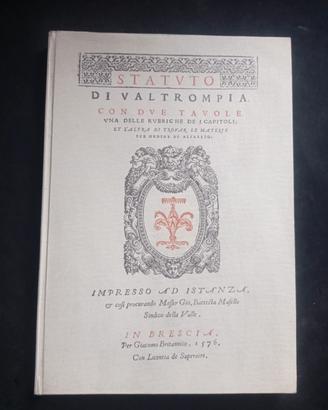 STATVTO
DI VALTROMPIA.
CON DVE TAVOLE
VNA DELLE RVBRICHE DE I CAPITOLI;
ET L'ALTRA DI TROVAR LE MATERIE
PER ORDINE DI ALFABETO.
IMPRESSO AD ISTANZA,
& così procurando Messer Gio. Battista Masello
Sindico della Valle.
IN BRESCIA,
Per Giacomo Britannico. 1576.
Con Licentia de Superiori.